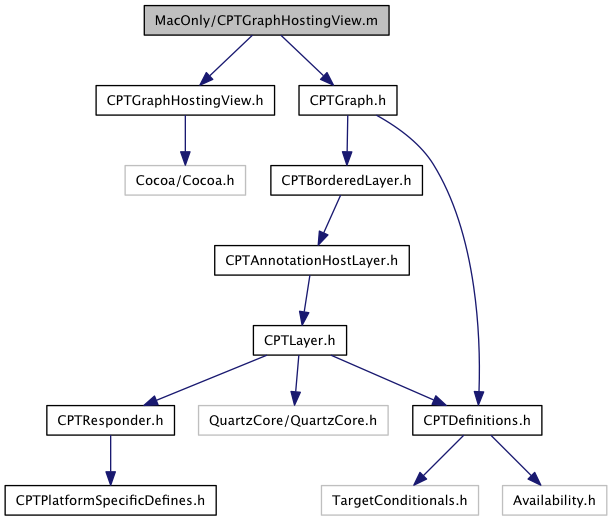 MacOnly/CPTGraphHostingView.m
CPTGraphHostingView.h
CPTGraph.h
Cocoa/Cocoa.h
CPTBorderedLayer.h
CPTAnnotationHostLayer.h
CPTLayer.h
CPTResponder.h
QuartzCore/QuartzCore.h
CPTDefinitions.h
CPTPlatformSpecificDefines.h
TargetConditionals.h
Availability.h